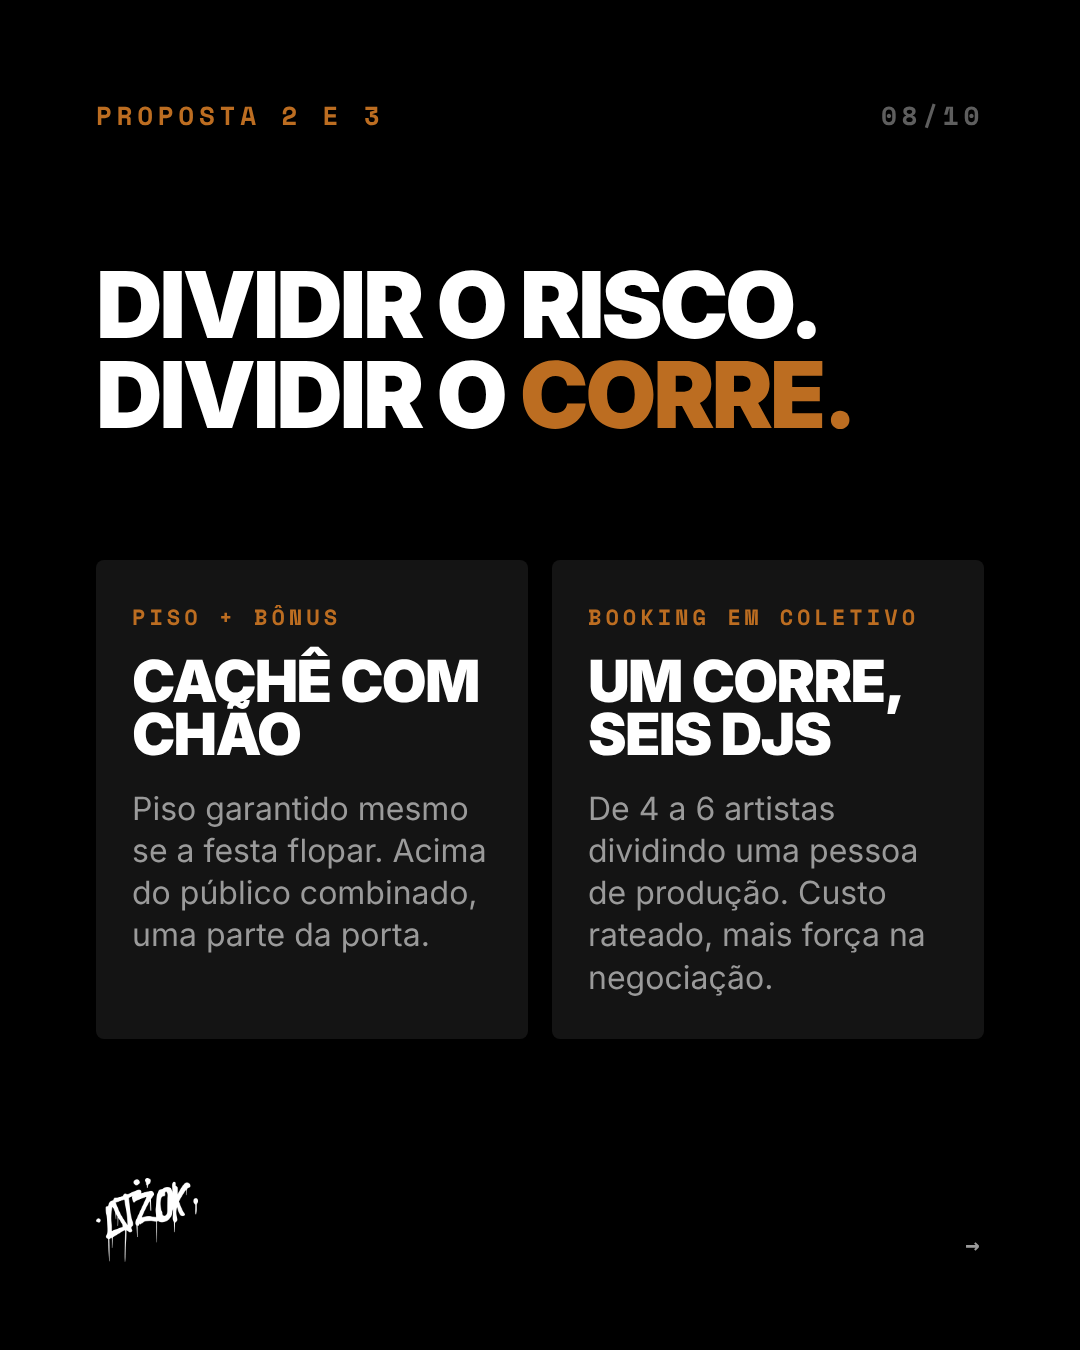 PROPOSTA 2 E 3
08/10
DIVIDIR O RISCO.
DIVIDIR O CORRE.
PISO + BÔNUS
CACHÊ COM
CHÃO
Piso garantido mesmo
se a festa flopar. Acima
do público combinado,
uma parte da porta.
BOOKING EM COLETIVO
UM CORRE,
SEIS DJS
De 4 a 6 artistas
dividindo uma pessoa
de produção. Custo
rateado, mais força na
negociação.
→